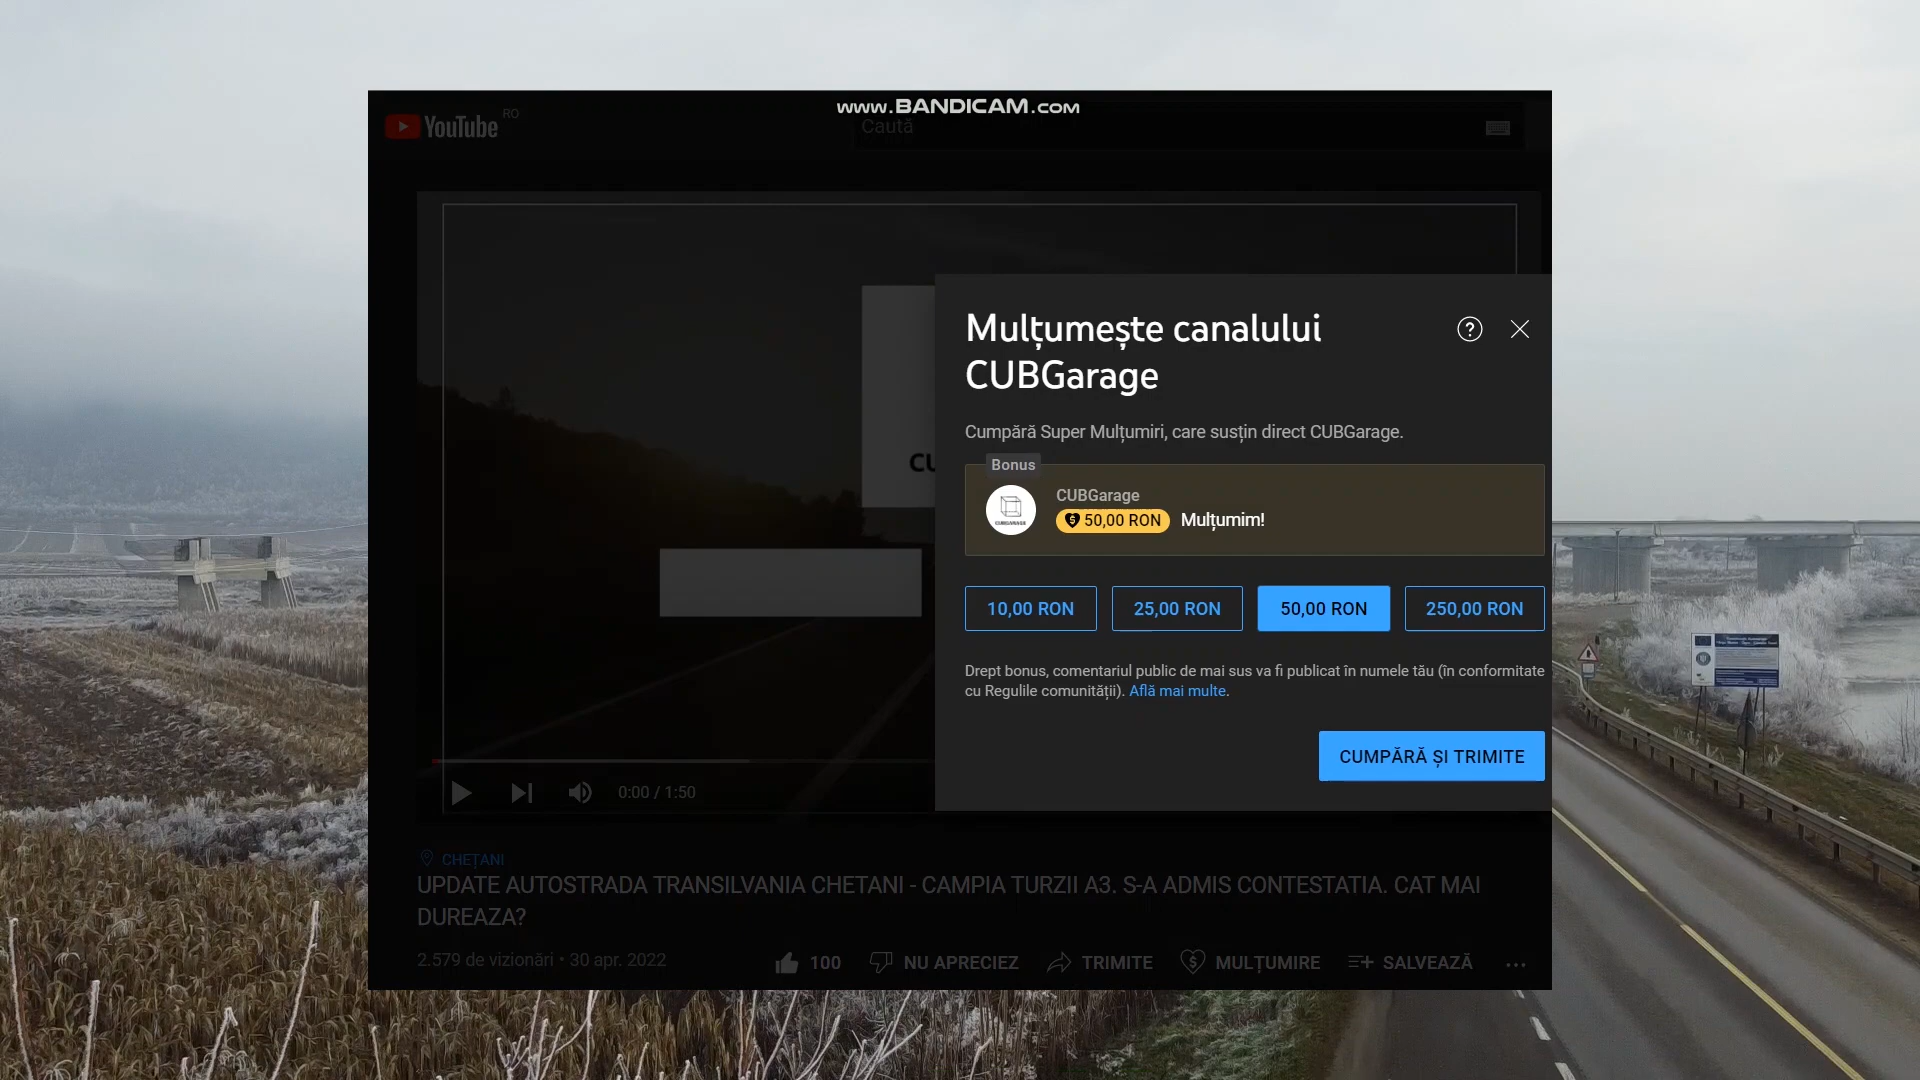 www.BANDICAM.com
YouTube RO
Caută
CU
Mulțumește canalului
CUBGarage
Cumpără Super Mulțumiri, care susțin direct CUBGarage.
Bonus
CUBGARAGE
CUBGarage
50,00 RON Mulțumim!
10,00 RON 25,00 RON 50,00 RON 250,00 RON
Drept bonus, comentariul public de mai sus va fi publicat în numele tău (în conformitate
cu Regulile comunității). Află mai multe.
CUMPĂRĂ ȘI TRIMITE
0:00 / 1:50
CHEȚANI
UPDATE AUTOSTRADA TRANSILVANIA CHETANI - CAMPIA TURZII A3. S-A ADMIS CONTESTATIA. CAT MAI
DUREAZA?
2.579 de vizionări • 30 apr. 2022
100 NU APRECIEZ TRIMITE MULȚUMIRE SALVEAZĂ